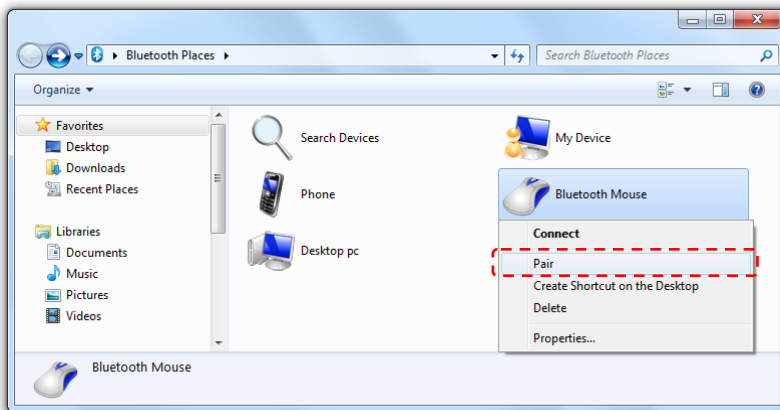 Bluetooth Places
Search Bluetooth Places
Organize
Favorites
Desktop
Downloads
Recent Places
Libraries
Documents
Music
Pictures
Videos
Search Devices
My Device
Phone
Bluetooth Mouse
Desktop pc
Connect
Pair
Create Shortcut on the Desktop
Delete
Properties...
Bluetooth Mouse